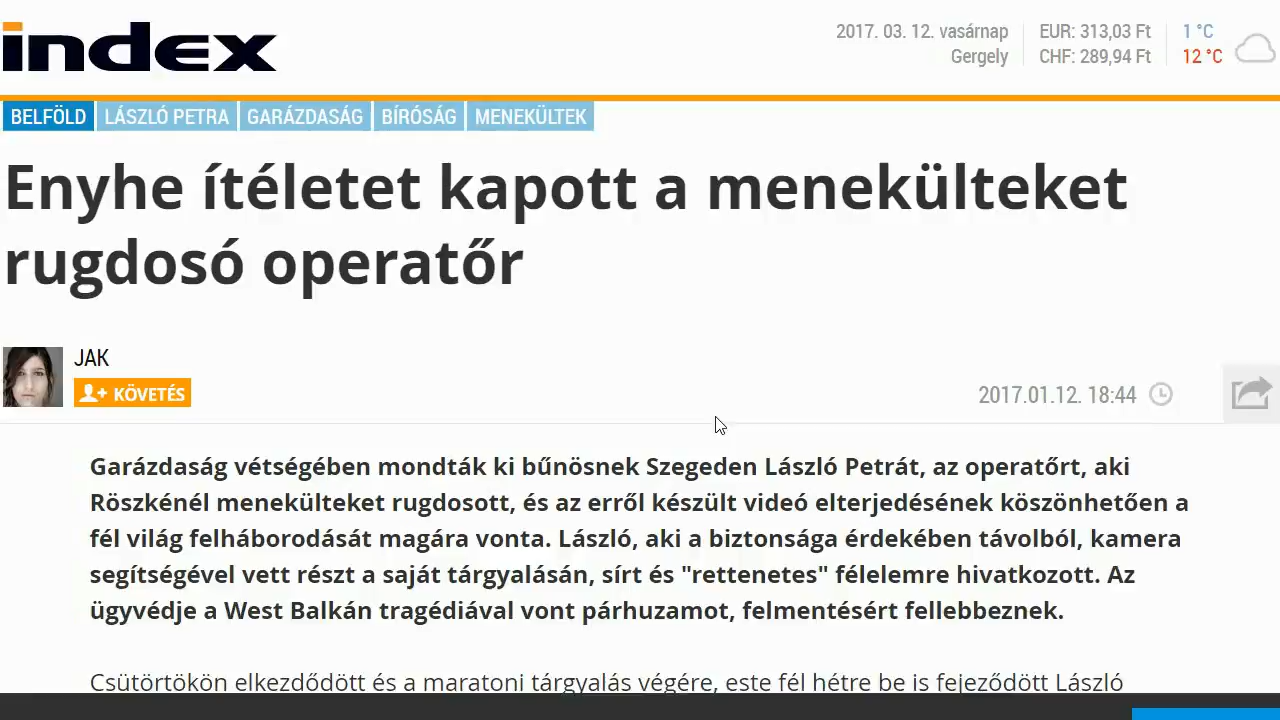 index
2017. 03. 12. vasárnap
Gergely
EUR: 313,03 Ft
CHF: 289,94 Ft
1 °C
12 °C
BELFÖLD LÁSZLÓ PETRA GARÁZDASÁG BÍRÓSÁG MENEKÜLTEK
Enyhe ítéletet kapott a menekülteket
rugdosó operatőr
JAK
KÖVETÉS
2017.01.12. 18:44
Garázdaság vétségében mondták ki bűnösnek Szegeden László Petrát, az operatőrt, aki
Röszkénél menekülteket rugdosott, és az erről készült videó elterjedésének köszönhetően a
fél világ felháborodását magára vonta. László, aki a biztonsága érdekében távolból, kamera
segítségével vett részt a saját tárgyalásán, sírt és "rettenetes" félelemre hivatkozott. Az
ügyvédje a West Balkán tragédiával vont párhuzamot, felmentésért fellebbeznek.
Csütörtökön elkezdődött és a maratoni tárgyalás végére, este fél hétre be is fejeződött László